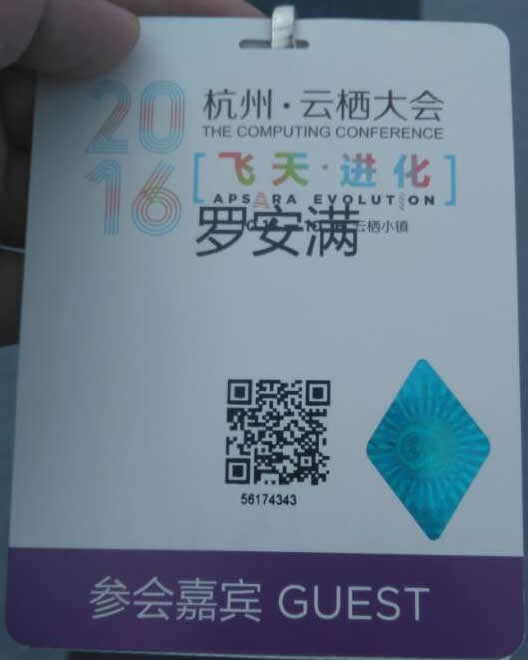 2016
杭州·云栖大会
THE COMPUTING CONFERENCE
[飞天·进化]
APSARA EVOLUTION
云栖小镇
罗安满
56174343
参会嘉宾 GUEST